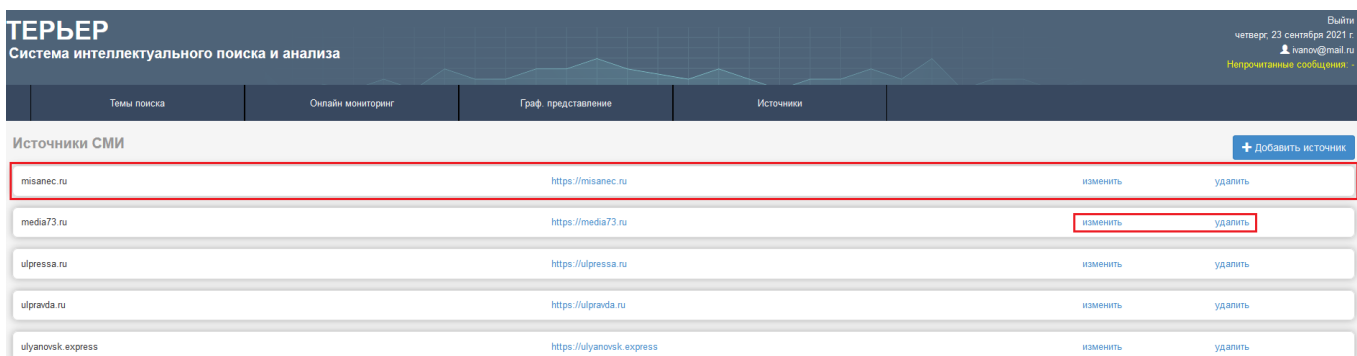 ТЕРЬЕР
Система интеллектуального поиска и анализа
Выйти
четверг, 23 сентября 2021 г.
ivanov@mail.ru
Непрочитанные сообщения: -
Темы поиска Онлайн мониторинг Граф. представление Источники
Источники СМИ
+ Добавить источник
misanec.ru https://misanec.ru изменить удалить
media73.ru https://media73.ru изменить удалить
ulpressa.ru https://ulpressa.ru изменить удалить
ulpravda.ru https://ulpravda.ru изменить удалить
ulyanovsk.express https://ulyanovsk.express изменить удалить